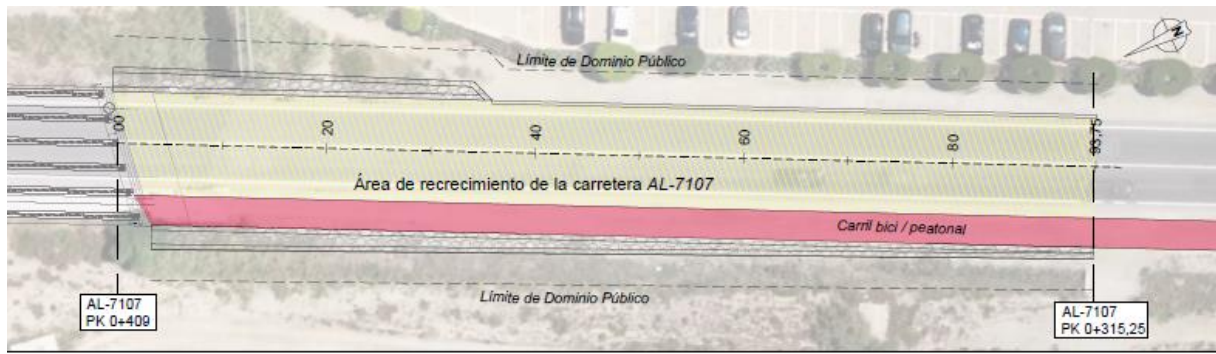 Límite de Dominio Público
N
00
20
40
60
80
93,75
Área de recrecimiento de la carretera AL-7107
Carril bici / peatonal
Límite de Dominio Público
AL-7107
PK 0+409
AL-7107
PK 0+315,25